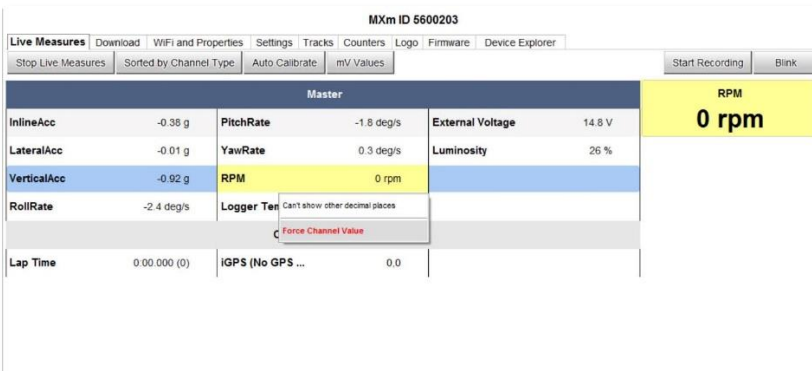 MXm ID 5600203
Live Measures Download WiFi and Properties Settings Tracks Counters Logo Firmware Device Explorer
Stop Live Measures Sorted by Channel Type Auto Calibrate mV Values Start Recording Blink
Master RPM
0 rpm
InlineAcc -0.38 g PitchRate -1.8 deg/s External Voltage 14.8 V
LateralAcc -0.01 g YawRate 0.3 deg/s Luminosity 26 %
VerticalAcc -0.92 g RPM 0 rpm
RollRate -2.4 deg/s Logger Can't show other decimal places
Force Channel Value
Lap Time 0:00.000 (0) iGPS (No GPS ... 0,0